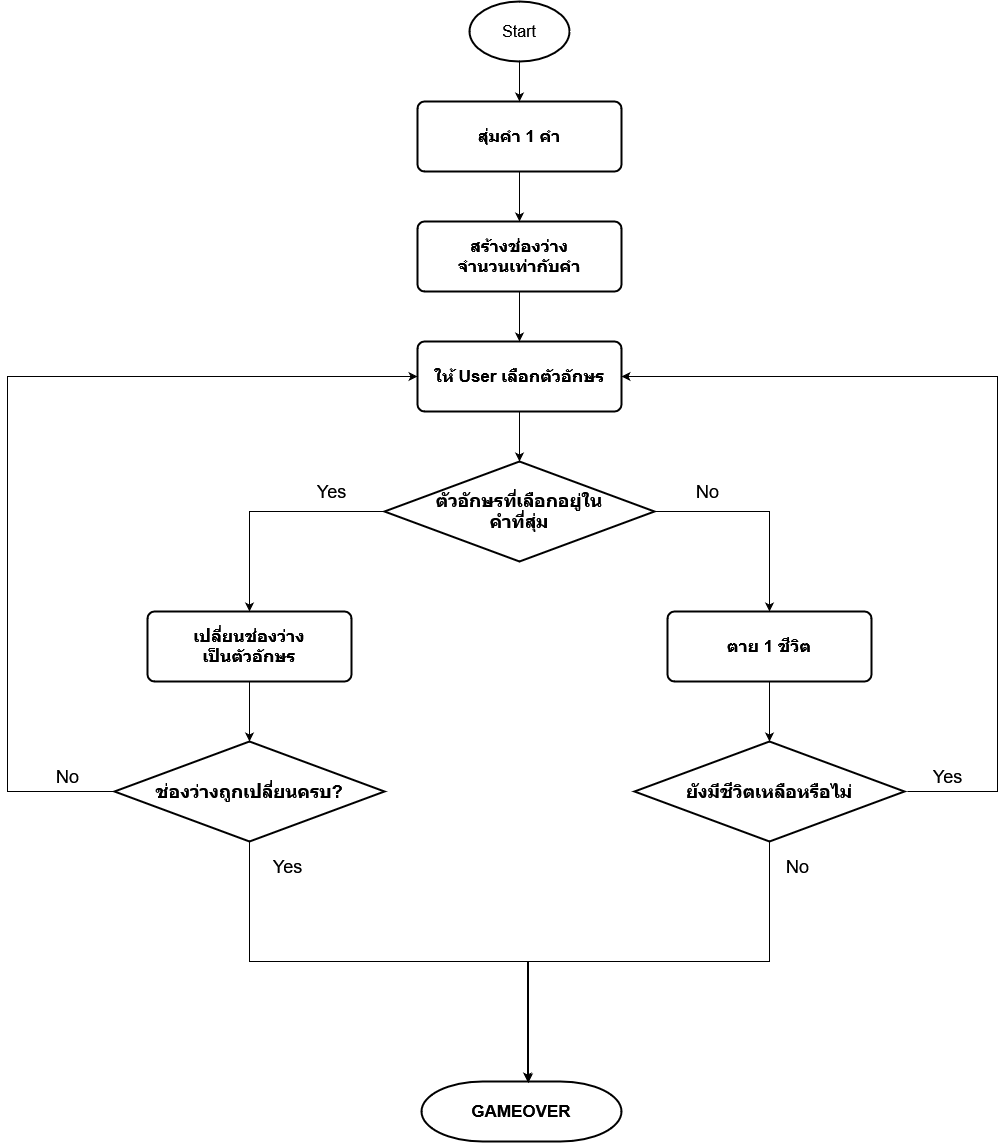 Start
สุ่มคำ 1 คำ
สร้างช่องว่าง
จำนวนเท่ากับคำ
ให้ User เลือกตัวอักษร
Yes
ตัวอักษรที่เลือกอยู่ใน
คำที่สุ่ม
No
เปลี่ยนช่องว่าง
เป็นตัวอักษร
ตาย 1 ชีวิต
No
ช่องว่างถูกเปลี่ยนครบ?
ยังมีชีวิตเหลือหรือไม่
Yes
Yes
No
GAMEOVER